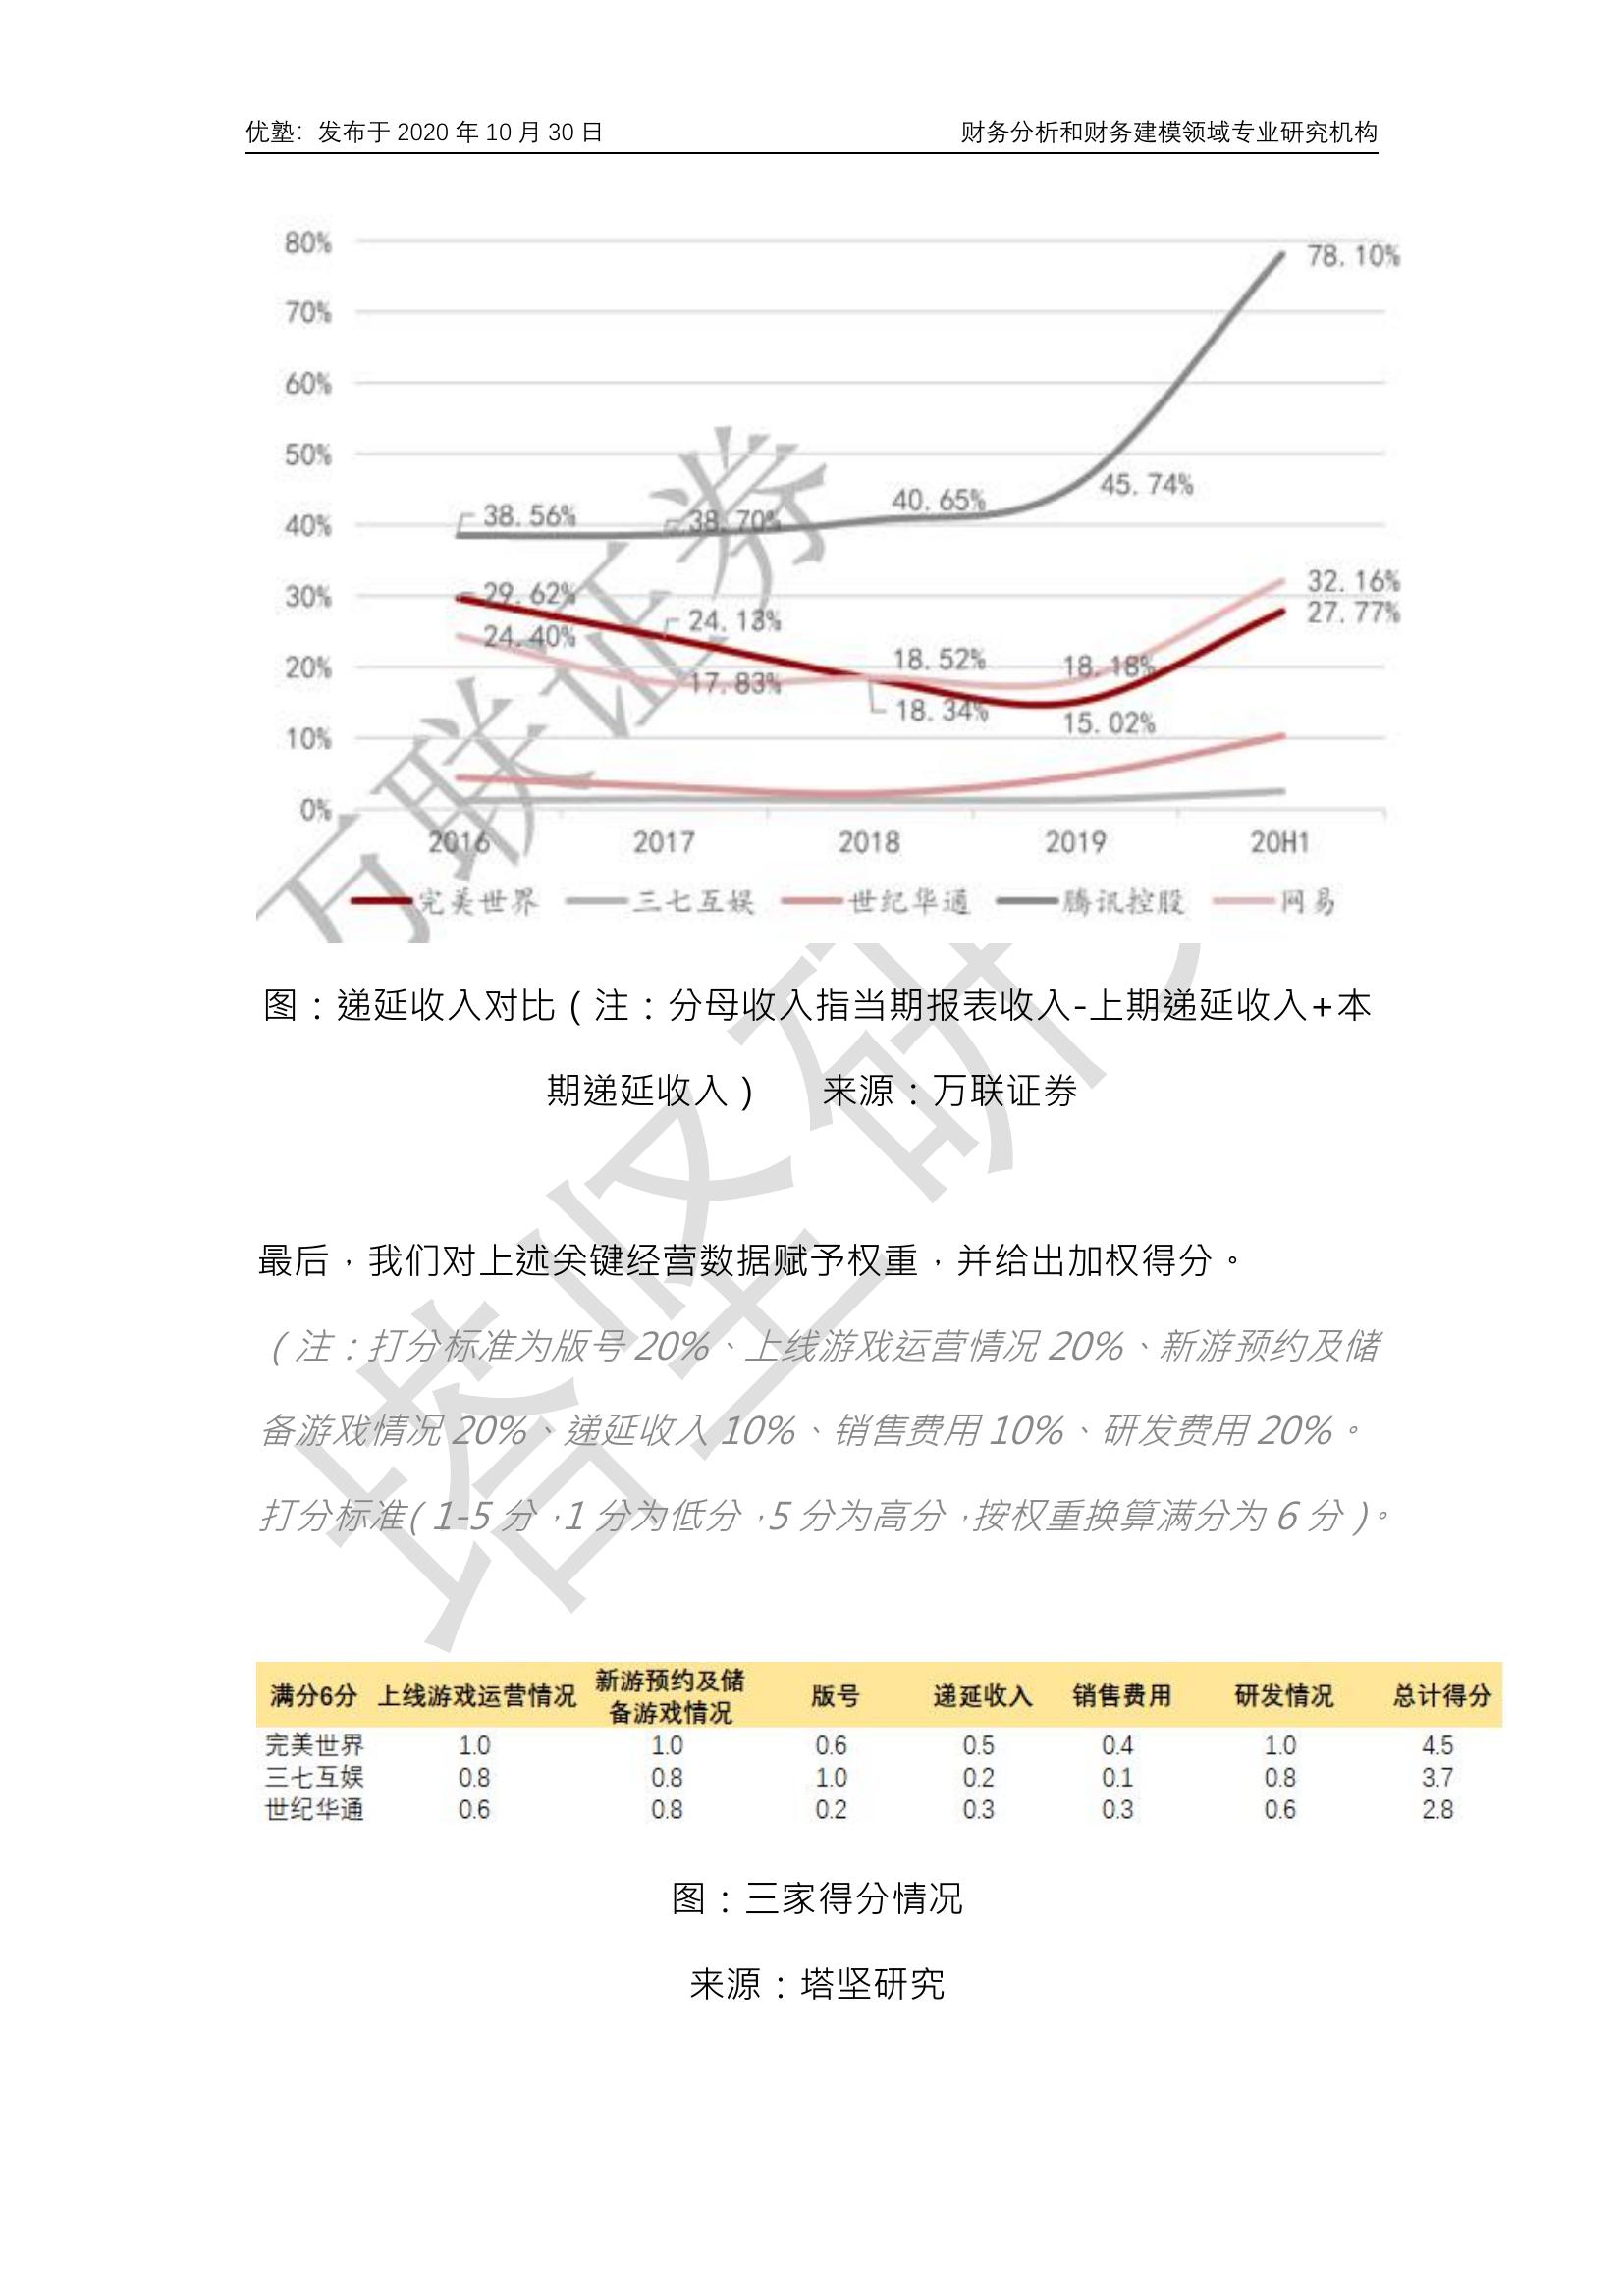 优塾：发布于 2020 年 10 月 30 日 财务分析和财务建模领域专业研究机构
80%
78.10%
70%
60%
50%
45.74%
40.65%
40%
38.56%
38.70%
32.16%
30%
29.62%
27.77%
24.13%
24.40%
20%
18.52%
18.18%
17.83%
18.34%
15.02%
10%
0%
2016 2017 2018 2019 20H1
完美世界 三七互娱 世纪华通 腾讯控股 网易
万联证券
图：递延收入对比（注：分母收入指当期报表收入-上期递延收入+本
期递延收入） 来源：万联证券
最后，我们对上述关键经营数据赋予权重，并给出加权得分。
（注：打分标准为版号 20%、上线游戏运营情况 20%、新游预约及储
备游戏情况 20%、递延收入 10%、销售费用 10%、研发费用 20%。
打分标准（1-5 分，1 分为低分，5 分为高分，按权重换算满分为 6 分）。
塔坚研
满分6分 上线游戏运营情况 新游预约及储 版号 递延收入 销售费用 研发情况 总计得分
备游戏情况
完美世界 1.0 1.0 0.6 0.5 0.4 1.0 4.5
三七互娱 0.8 0.8 1.0 0.2 0.1 0.8 3.7
世纪华通 0.6 0.8 0.2 0.3 0.3 0.6 2.8
图：三家得分情况
来源：塔坚研究